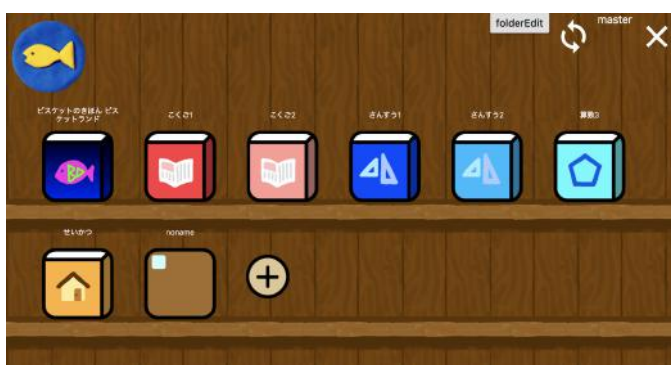 folderEdit
master
ビスケットのきほん ビス
ケットランド
こくご1
こくご2
さんすう1
さんすう2
算数3
せいかつ
noname